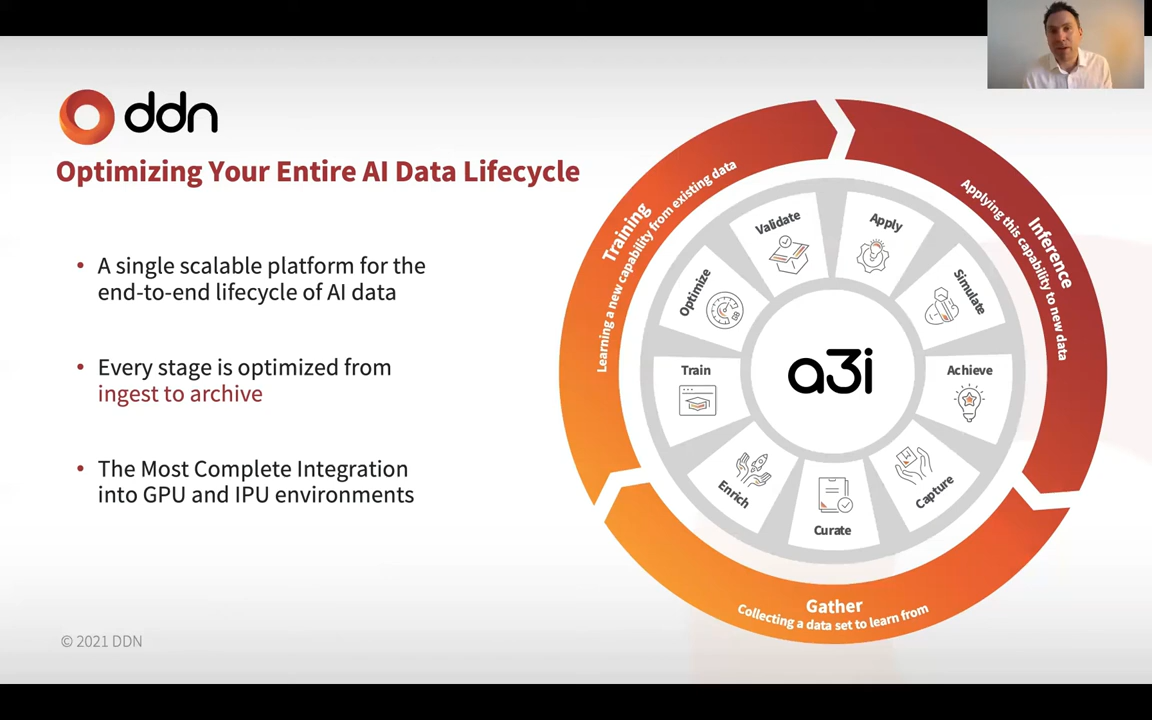 ddn
Optimizing Your Entire AI Data Lifecycle
• A single scalable platform for the
end-to-end lifecycle of AI data
• Every stage is optimized from
ingest to archive
• The Most Complete Integration
into GPU and IPU environments
© 2021 DDN
Training
Learning a new capability from existing data
Inference
Applying this capability to new data
Gather
Collecting a data set to learn from
Validate
Apply
Simulate
Achieve
Capture
Curate
Enrich
Train
Optimize
a3i